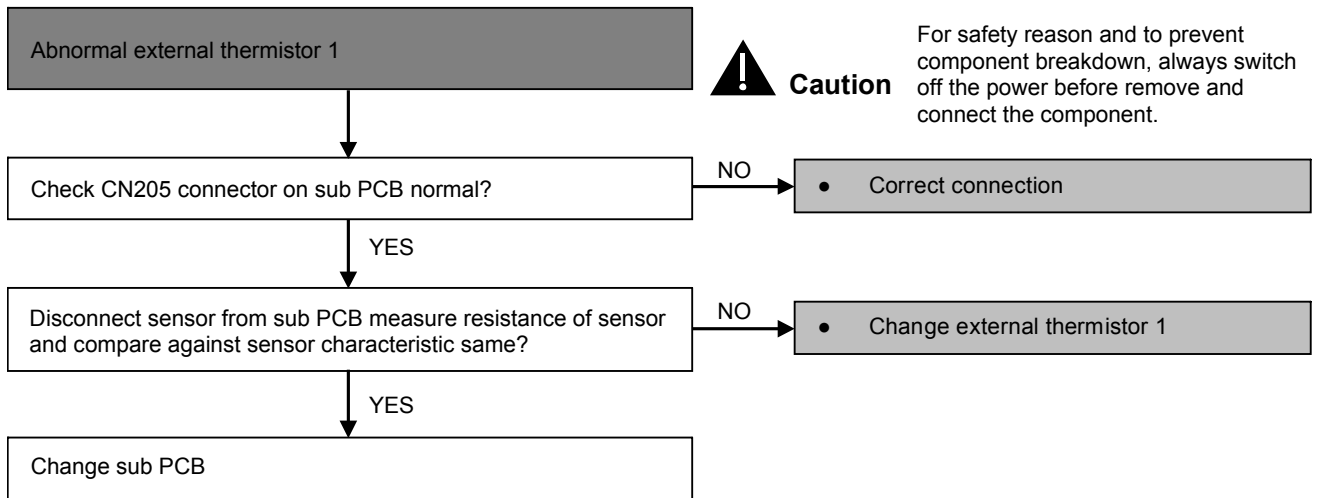 Abnormal external thermistor 1
Caution
For safety reason and to prevent
component breakdown, always switch
off the power before remove and
connect the component.
Check CN205 connector on sub PCB normal?
NO
● Correct connection
YES
Disconnect sensor from sub PCB measure resistance of sensor
and compare against sensor characteristic same?
NO
● Change external thermistor 1
YES
Change sub PCB